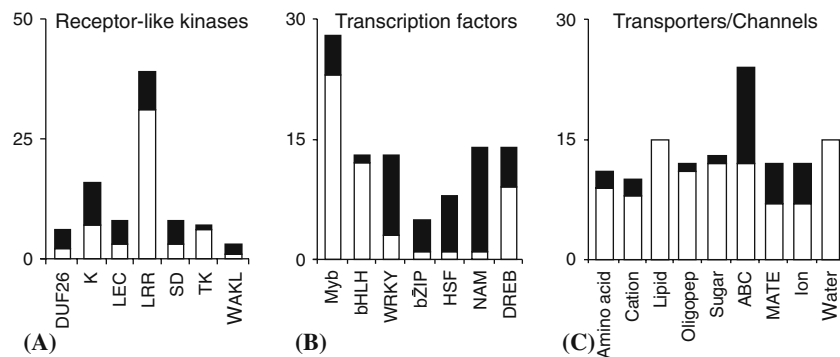 Receptor-like kinases
50
25
0
DUF26 K LEC LRR SD TK WAKL
(A)
Transcription factors
30
15
0
Myb bHLH WRKY bZIP HSF NAM DREB
(B)
Transporters/Channels
30
15
0
Amino acid Cation Lipid Oligopep Sugar ABC MATE Ion Water
(C)